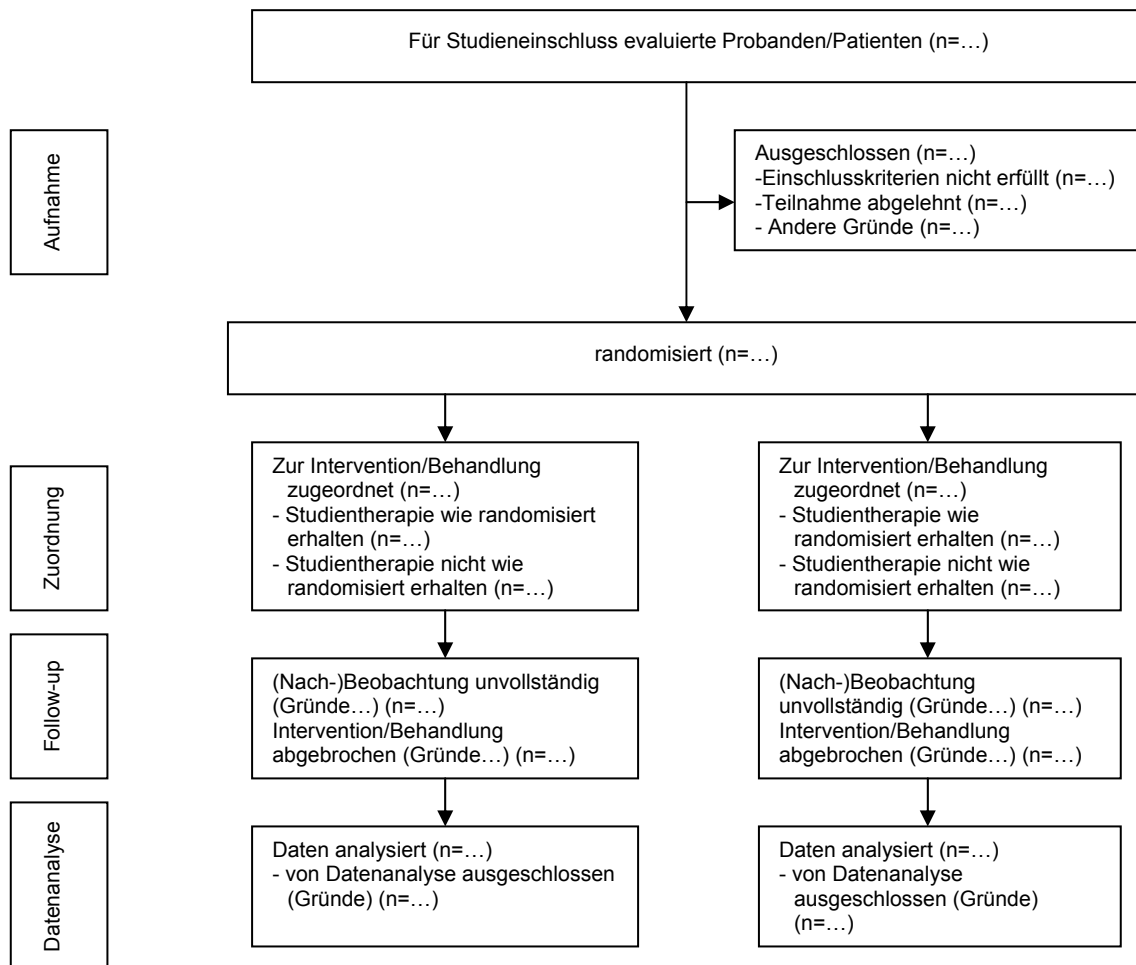 Für Studieneinschluss evaluierte Probanden/Patienten (n=…)
Aufnahme
Ausgeschlossen (n=…)
-Einschlusskriterien nicht erfüllt (n=…)
-Teilnahme abgelehnt (n=…)
- Andere Gründe (n=…)
randomisiert (n=…)
Zuordnung
Zur Intervention/Behandlung
zugeordnet (n=…)
- Studientherapie wie randomisiert
erhalten (n=…)
- Studientherapie nicht wie
randomisiert erhalten (n=…)
Zur Intervention/Behandlung
zugeordnet (n=…)
- Studientherapie wie
randomisiert erhalten (n=…)
- Studientherapie nicht wie
randomisiert erhalten (n=…)
Follow-up
(Nach-)Beobachtung unvollständig
(Gründe…) (n=…)
Intervention/Behandlung
abgebrochen (Gründe…) (n=…)
(Nach-)Beobachtung
unvollständig (Gründe…) (n=…)
Intervention/Behandlung
abgebrochen (Gründe…) (n=…)
Datenanalyse
Daten analysiert (n=…)
- von Datenanalyse ausgeschlossen
(Gründe) (n=…)
Daten analysiert (n=…)
- von Datenanalyse
ausgeschlossen (Gründe)
(n=…)